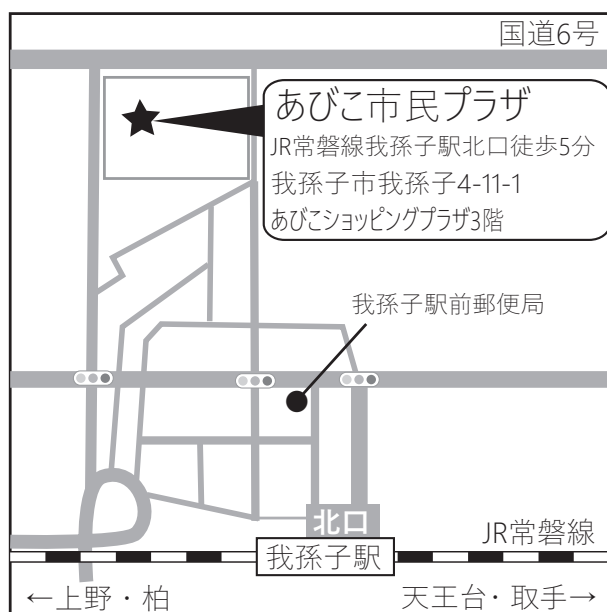 国道6号
あびこ市民プラザ
JR常磐線我孫子駅北口徒歩5分
我孫子市我孫子4-11-1
あびこショッピングプラザ3階
我孫子駅前郵便局
北口
JR常磐線
我孫子駅
←上野・柏
天王台・取手→